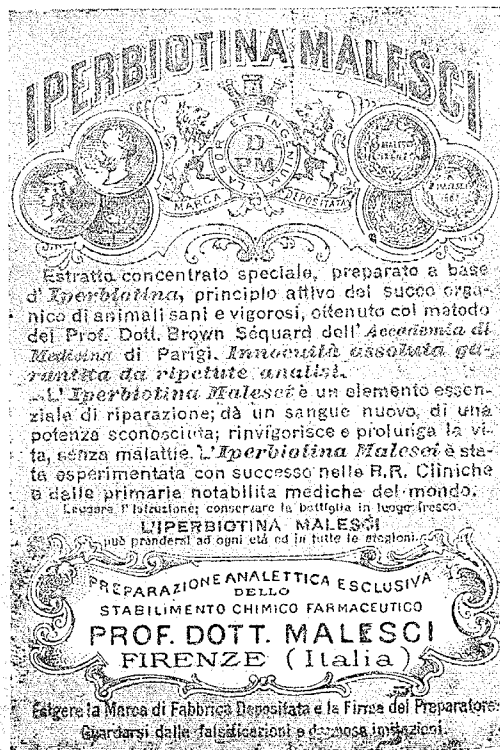 IPERBIOTINA MALESCI
LABOR ET INGENIUM
D
PM
MARCA DEPOSITATA
Estratto concentrato speciale, preparato a base
d'Iperbiotina, principio attivo del succo orga-
nico di animali sani e vigorosi, ottenuto col metodo
del Prof. Dott. Brown Séquard dell'Accademia di
Medicina di Parigi. Innocuità assoluta ga-
rantita da ripetute analisi.
L'Iperbiotina Malesci è un elemento essen-
ziale di riparazione; dà un sangue nuovo, di una
potenza sconosciuta; rinvigorisce e prolunga la vi-
ta, senza malattie. L'Iperbiotina Malesci è sta-
ta esperimentata con successo nelle R.R. Cliniche
e dalle primarie notabilita mediche del mondo.
Leggere l'Istruzione; conservare la bottiglia in luogo fresco.
L'IPERBIOTINA MALESCI
può prendersi ad ogni età ed in tutte le stagioni.
PREPARAZIONE ANALETTICA ESCLUSIVA
DELLO
STABILIMENTO CHIMICO FARMACEUTICO
PROF. DOTT. MALESCI
FIRENZE (Italia)
Esigere la Marca di Fabbrica Depositata e la Firma del Preparatore.
Guardarsi dalle falsificazioni e dannose imitazioni.